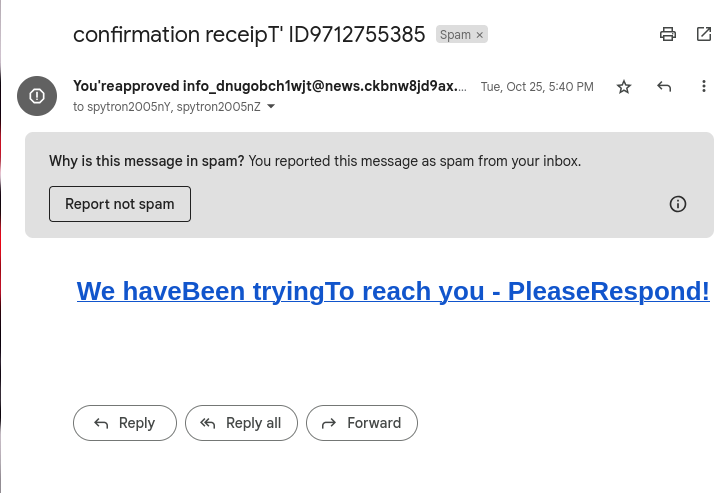 confirmation receipT' ID9712755385 Spam ×
You'reapproved info_dnugobch1wjt@news.ckbnw8jd9ax.... Tue, Oct 25, 5:40 PM
to spytron2005nY, spytron2005nZ
Why is this message in spam? You reported this message as spam from your inbox.
Report not spam
We haveBeen tryingTo reach you - PleaseRespond!
Reply Reply all Forward